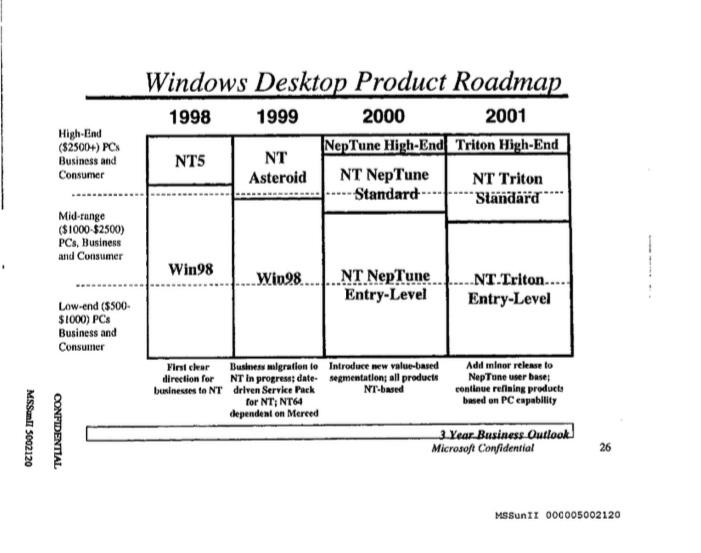 Windows Desktop Product Roadmap
1998 1999 2000 2001
High-End
($2500+) PCs
Business and
Consumer
Mid-range
($1000-$2500)
PCs, Business
and Consumer
Low-end ($500-
$1000) PCs
Business and
Consumer
NT5
Win98
NT
Asteroid
Win98
NepTune High-End
NT NepTune
Standard
NT NepTune
Entry-Level
Triton High-End
NT Triton
Standard
NT Triton
Entry-Level
First clear
direction for
businesses to NT
Business migration to
NT in progress; date-
driven Service Pack
for NT; NT64
dependent on Merced
Introduce new value-based
segmentation; all products
NT-based
Add minor release to
NepTune user base;
continue refining products
based on PC capability
3 Year Business Outlook
Microsoft Confidential
26
MSSunII 5002120
CONFIDENTIAL
MSSunII 000005002120